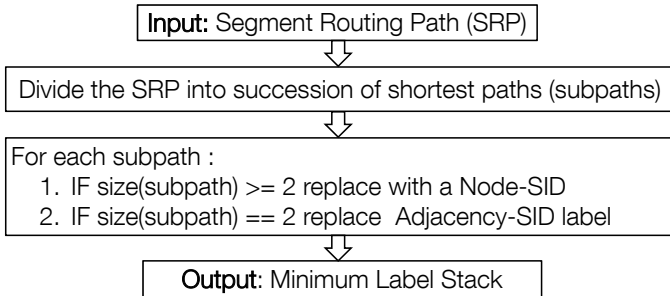 Input: Segment Routing Path (SRP)
Divide the SRP into succession of shortest paths (subpaths)
For each subpath :
1. IF size(subpath) >= 2 replace with a Node-SID
2. IF size(subpath) == 2 replace Adjacency-SID label
Output: Minimum Label Stack